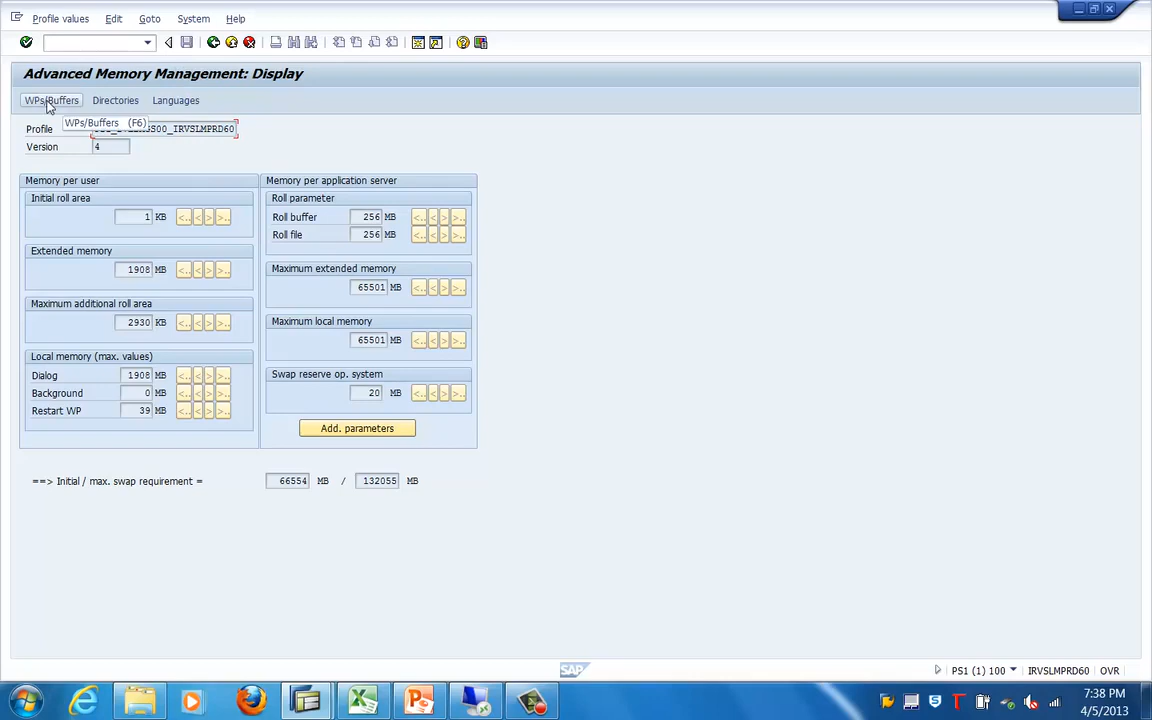 Profile values Edit Goto System Help
Advanced Memory Management: Display
WPs/Buffers Directories Languages
WPs/Buffers (F6)
Profile IRVSLMPRD60
Version 4
Memory per user
Initial roll area
1 KB
Extended memory
1908 MB
Maximum additional roll area
2930 KB
Local memory (max. values)
Dialog 1908 MB
Background 0 MB
Restart WP 39 MB
Memory per application server
Roll parameter
Roll buffer 256 MB
Roll file 256 MB
Maximum extended memory
65501 MB
Maximum local memory
65501 MB
Swap reserve op. system
20 MB
Add. parameters
==> Initial / max. swap requirement = 66554 MB / 132055 MB
SAP
PS1 (1) 100 IRVSLMPRD60 OVR
7:38 PM
4/5/2013